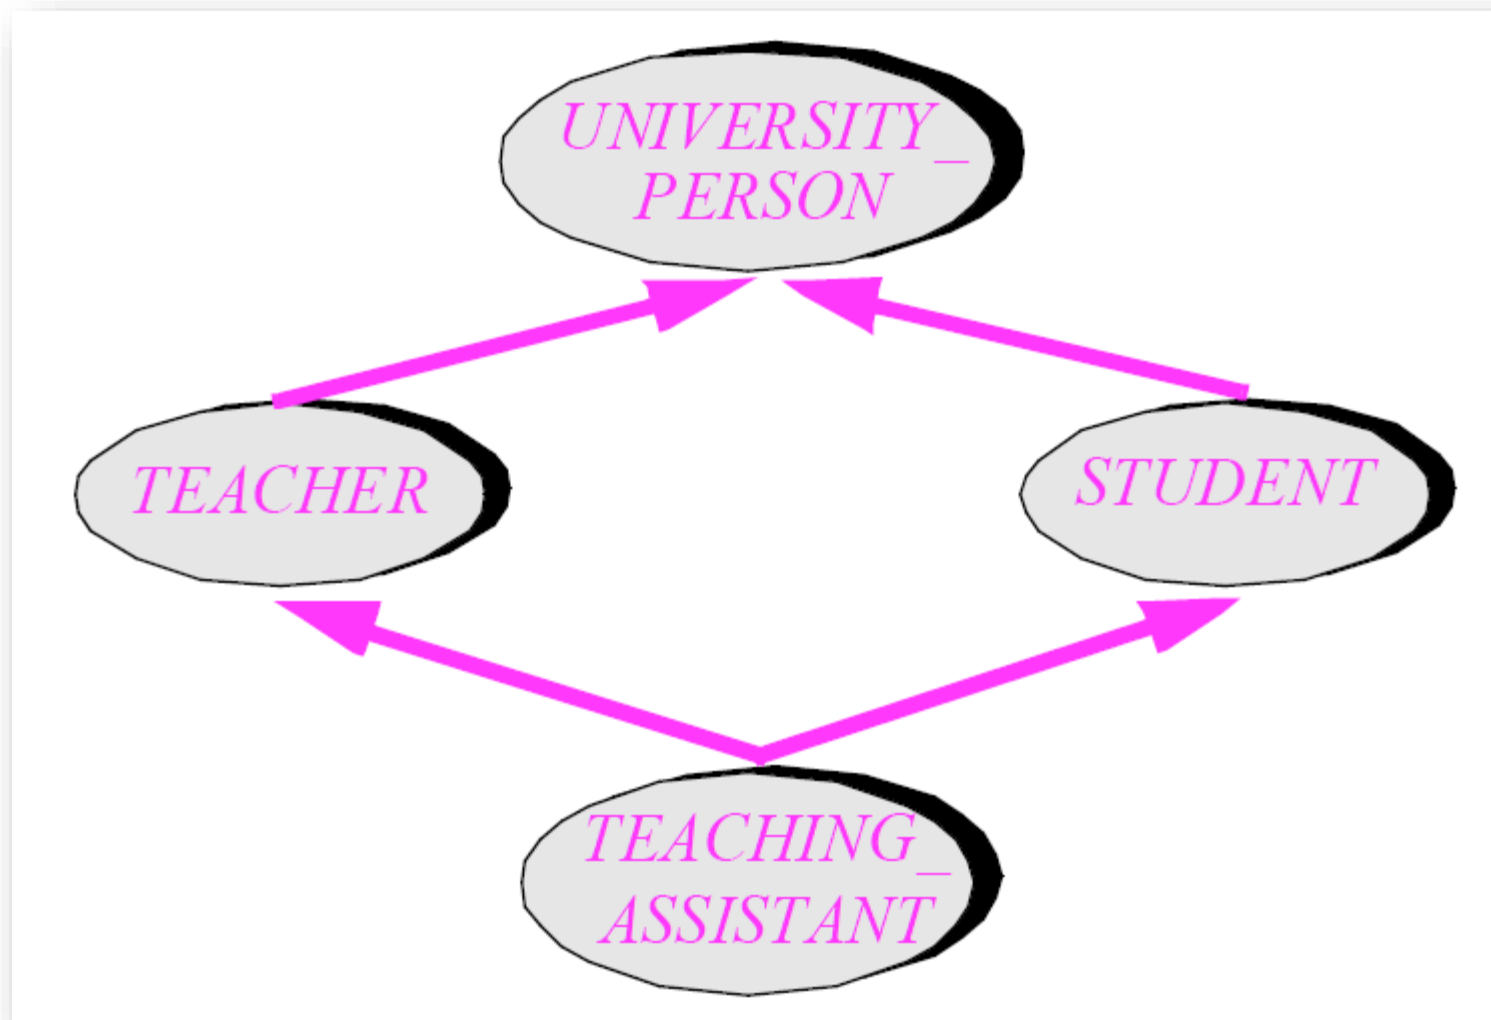 UNIVERSITY_
PERSON
TEACHER
STUDENT
TEACHING_
ASSISTANT